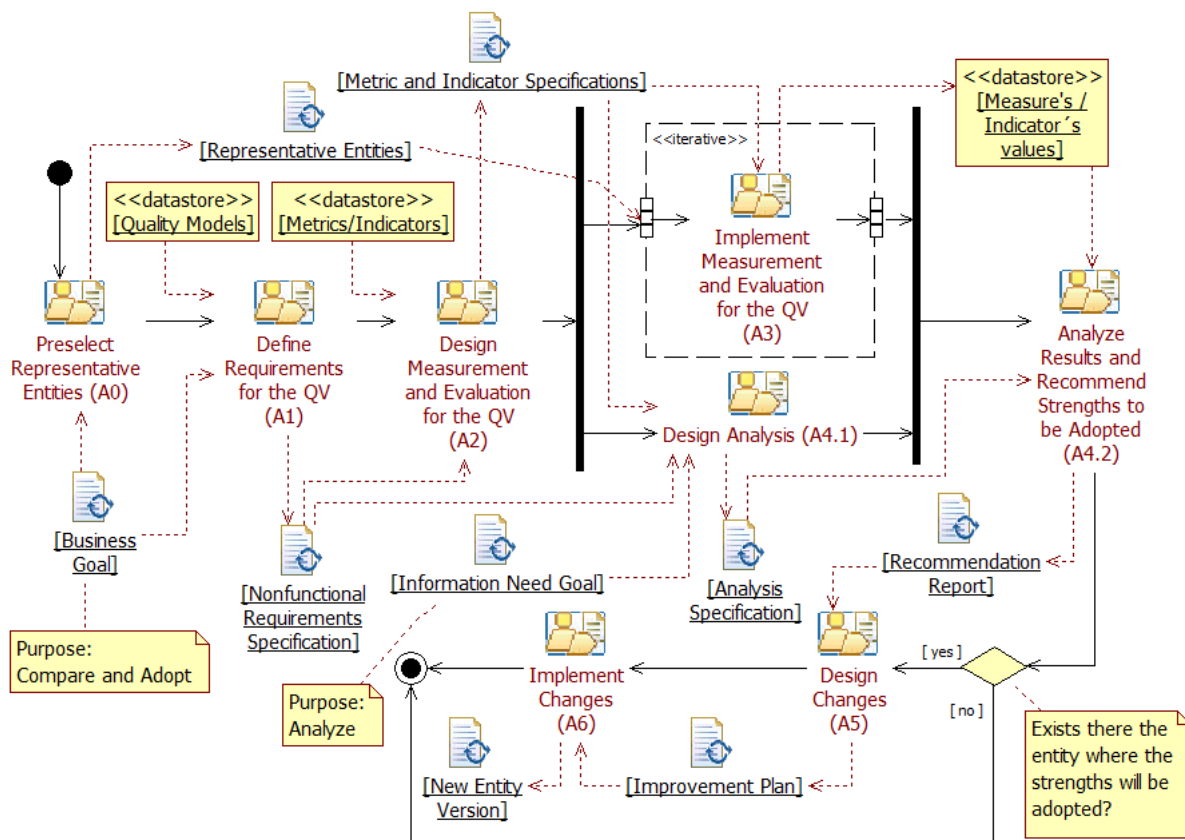 [Metric and Indicator Specifications]
<<datastore>>
[Measure's /
Indicator´s
values]
<<iterative>>
[Representative Entities]
<<datastore>>
[Quality Models]
<<datastore>>
[Metrics/Indicators]
Implement
Measurement
and Evaluation
for the QV
(A3)
Preselect
Representative
Entities (A0)
Define
Requirements
for the QV
(A1)
Design
Measurement
and Evaluation
for the QV
(A2)
Analyze
Results and
Recommend
Strengths to
be Adopted
(A4.2)
Design Analysis (A4.1)
[Business
Goal]
[Nonfunctional
Requirements
Specification]
[Information Need Goal]
[Analysis
Specification]
[Recommendation
Report]
Purpose:
Compare and Adopt
Purpose:
Analyze
Implement
Changes
(A6)
Design
Changes
(A5)
[ yes ]
[ no ]
Exists there the
entity where the
strengths will be
adopted?
[New Entity
Version]
[Improvement Plan]